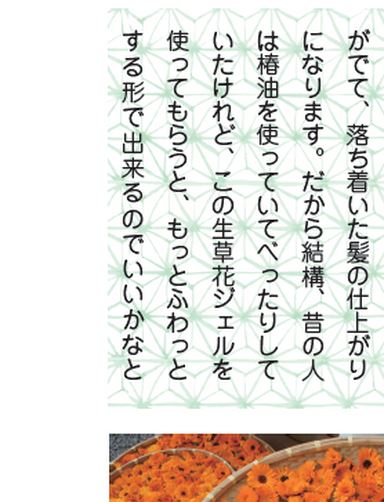 がでて、落ち着いた髪の仕上がり
になります。だから結構、昔の人
は椿油を使っていてべったりして
いたけれど、この生草花ジェルを
使ってもらうと、もっとふわっと
する形で出来るのでいいかなと